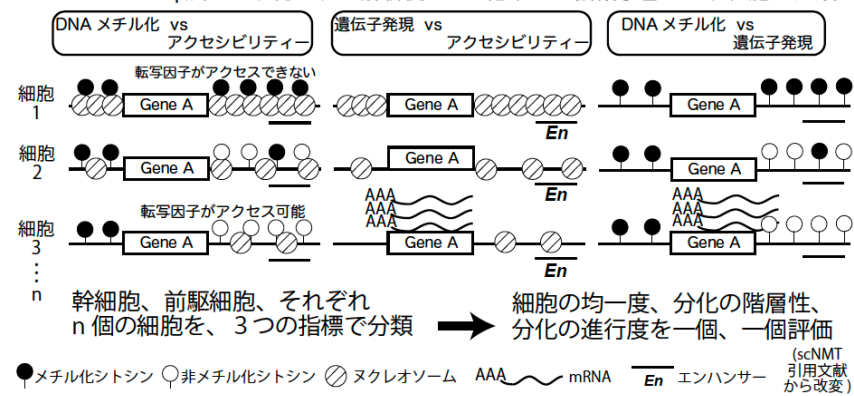 DNA メチル化 vs
アクセシビリティー
遺伝子発現 vs
アクセシビリティー
DNA メチル化 vs
遺伝子発現
転写因子がアクセスできない
細胞
1
Gene A
Gene A
En
Gene A
細胞
2
Gene A
Gene A
En
Gene A
転写因子がアクセス可能
AAA
AAA
AAA
AAA
AAA
AAA
細胞
3
Gene A
Gene A
En
Gene A
n
幹細胞、前駆細胞、それぞれ
n 個の細胞を、3つの指標で分類
細胞の均一度、分化の階層性、
分化の進行度を一個、一個評価
メチル化シトシン 非メチル化シトシン ヌクレオソーム AAA mRNA En エンハンサー
(scNMT
引用文献
から改変)